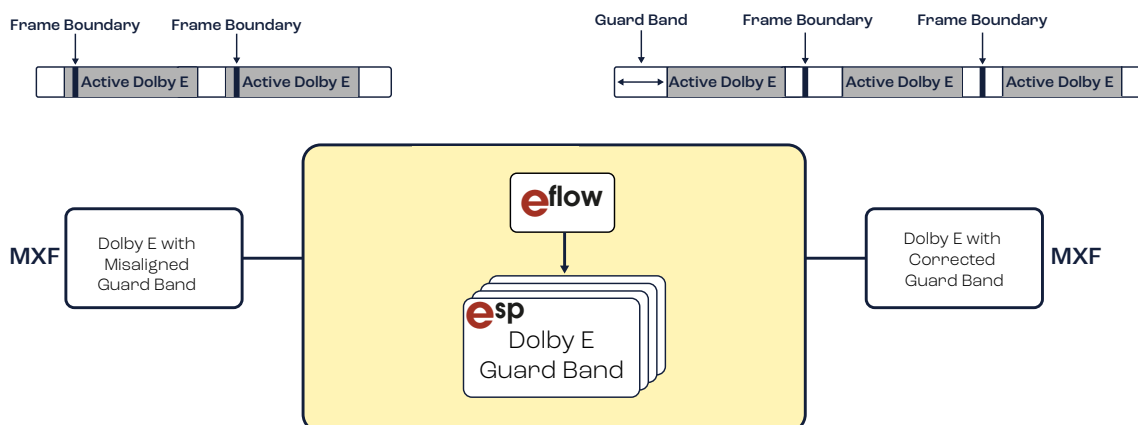 Frame Boundary Frame Boundary
Active Dolby E Active Dolby E
Guard Band Frame Boundary Frame Boundary
Active Dolby E Active Dolby E Active Dolby E
eflow
MXF
Dolby E with
Misaligned
Guard Band
esp
Dolby E
Guard Band
Dolby E with
Corrected
Guard Band
MXF